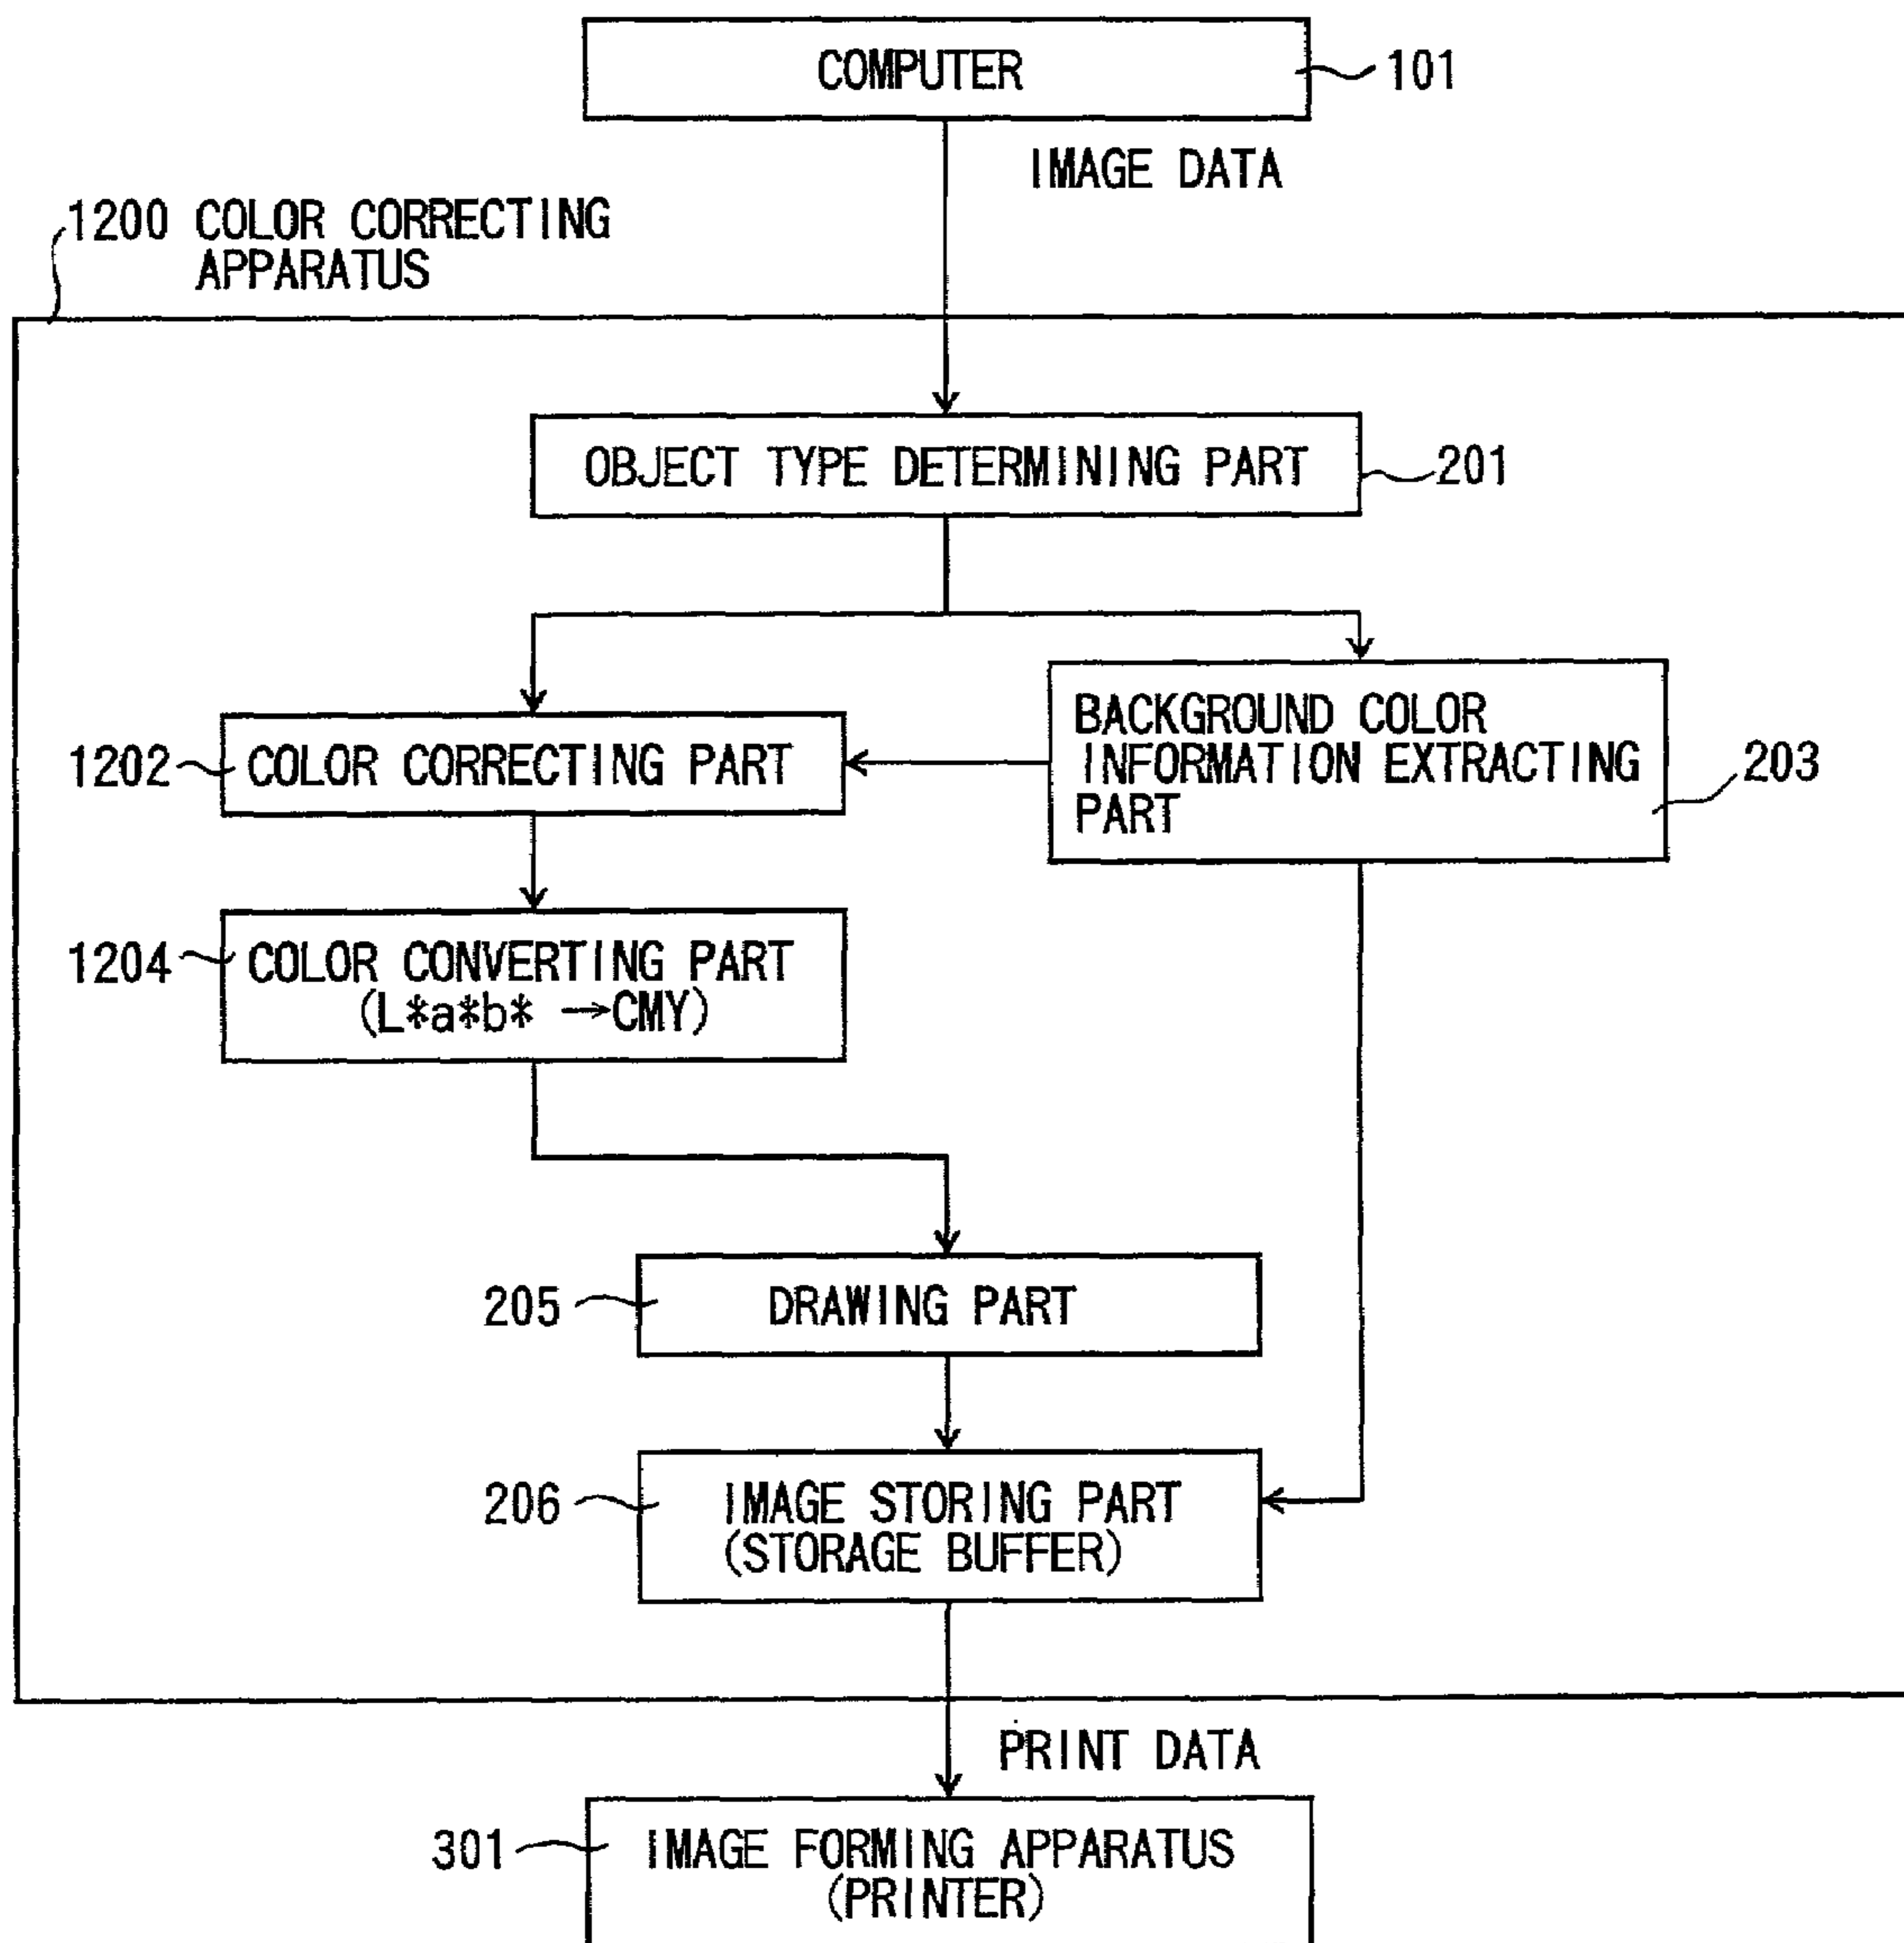 COMPUTER
101
IMAGE DATA
1200 COLOR CORRECTING
APPARATUS
OBJECT TYPE DETERMINING PART
201
BACKGROUND COLOR
INFORMATION EXTRACTING
PART
203
1202
COLOR CORRECTING PART
1204
COLOR CONVERTING PART
(L*a*b* →CMY)
205
DRAWING PART
206
IMAGE STORING PART
(STORAGE BUFFER)
PRINT DATA
301
IMAGE FORMING APPARATUS
(PRINTER)